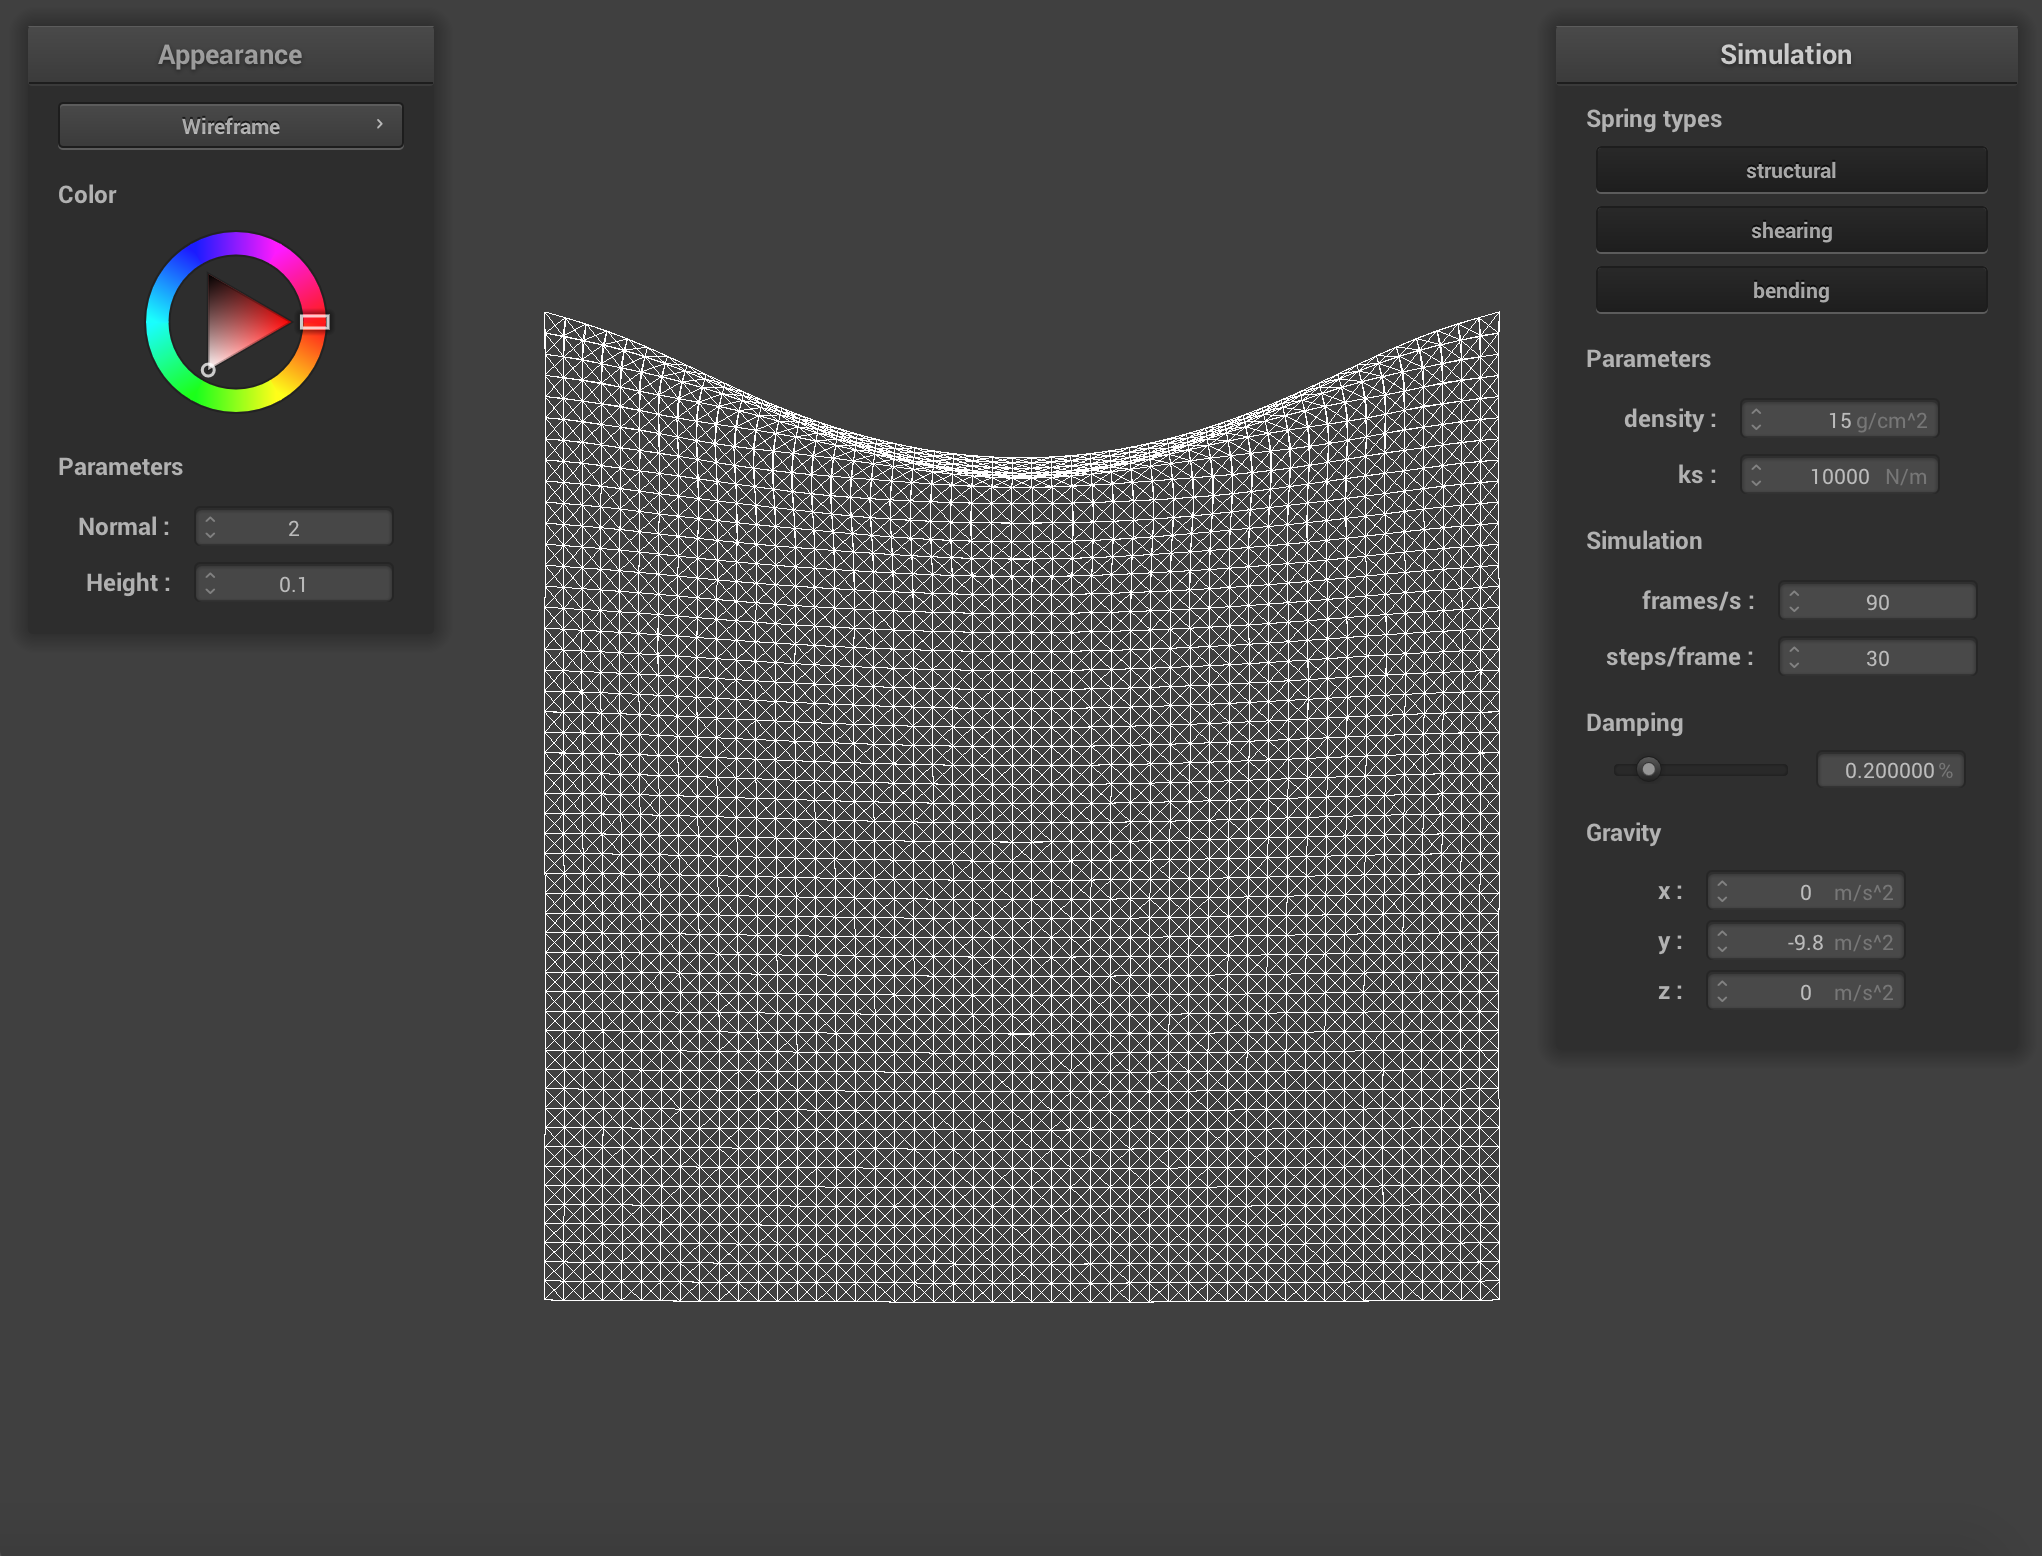 Appearance
Wireframe
Color
Parameters
Normal : 2
Height : 0.1
Simulation
Spring types
structural
shearing
bending
Parameters
density : 15 g/cm^2
ks : 10000 N/m
Simulation
frames/s : 90
steps/frame : 30
Damping
0.200000 %
Gravity
x : 0 m/s^2
y : -9.8 m/s^2
z : 0 m/s^2